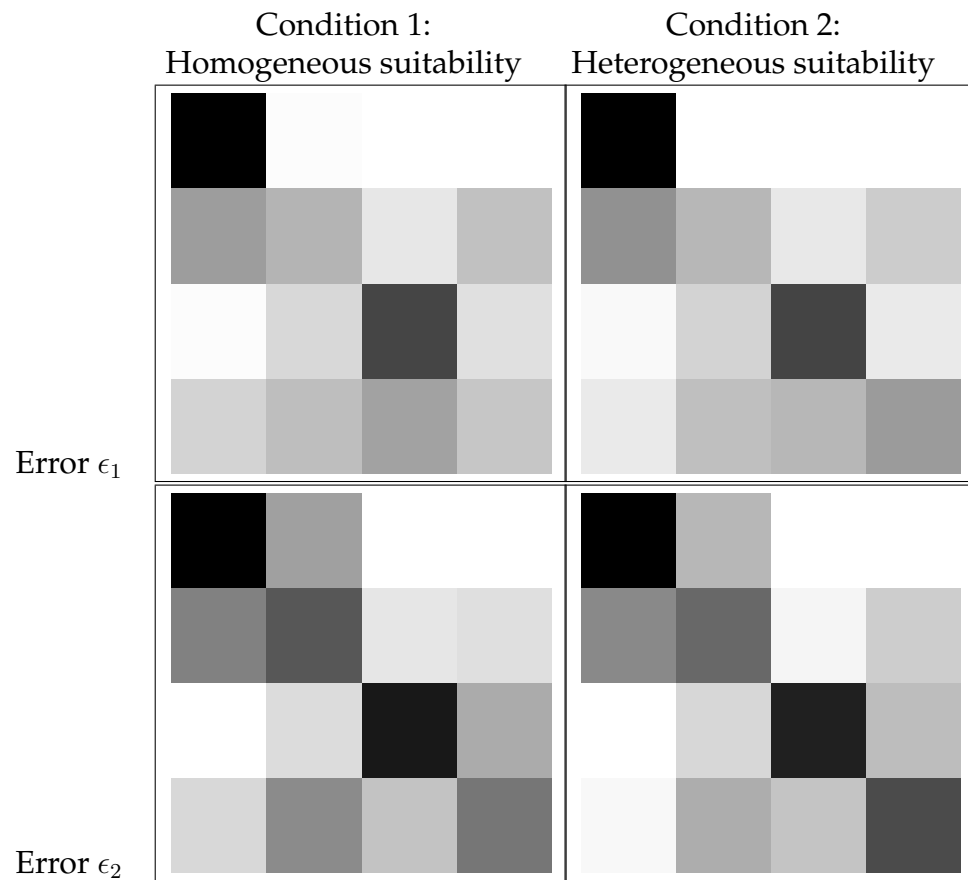 Condition 1:
Homogeneous suitability
Condition 2:
Heterogeneous suitability
Error ϵ₁
Error ϵ₂